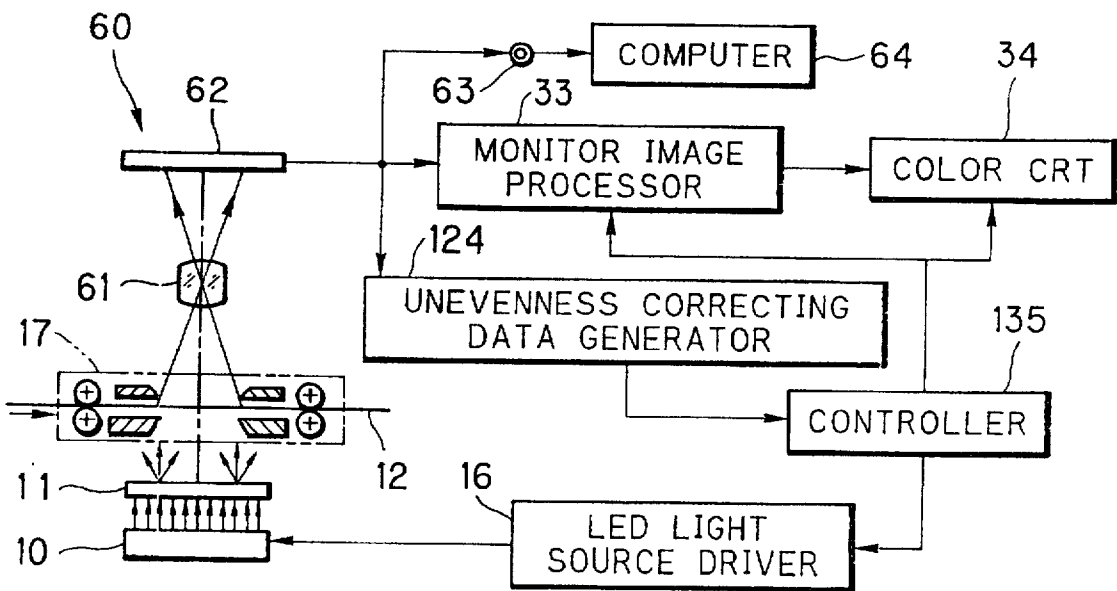 60
COMPUTER
63
64
62
33
34
MONITOR IMAGE
PROCESSOR
COLOR CRT
124
61
UNEVENNESS CORRECTING
DATA GENERATOR
135
17
CONTROLLER
12
11
16
LED LIGHT
SOURCE DRIVER
10